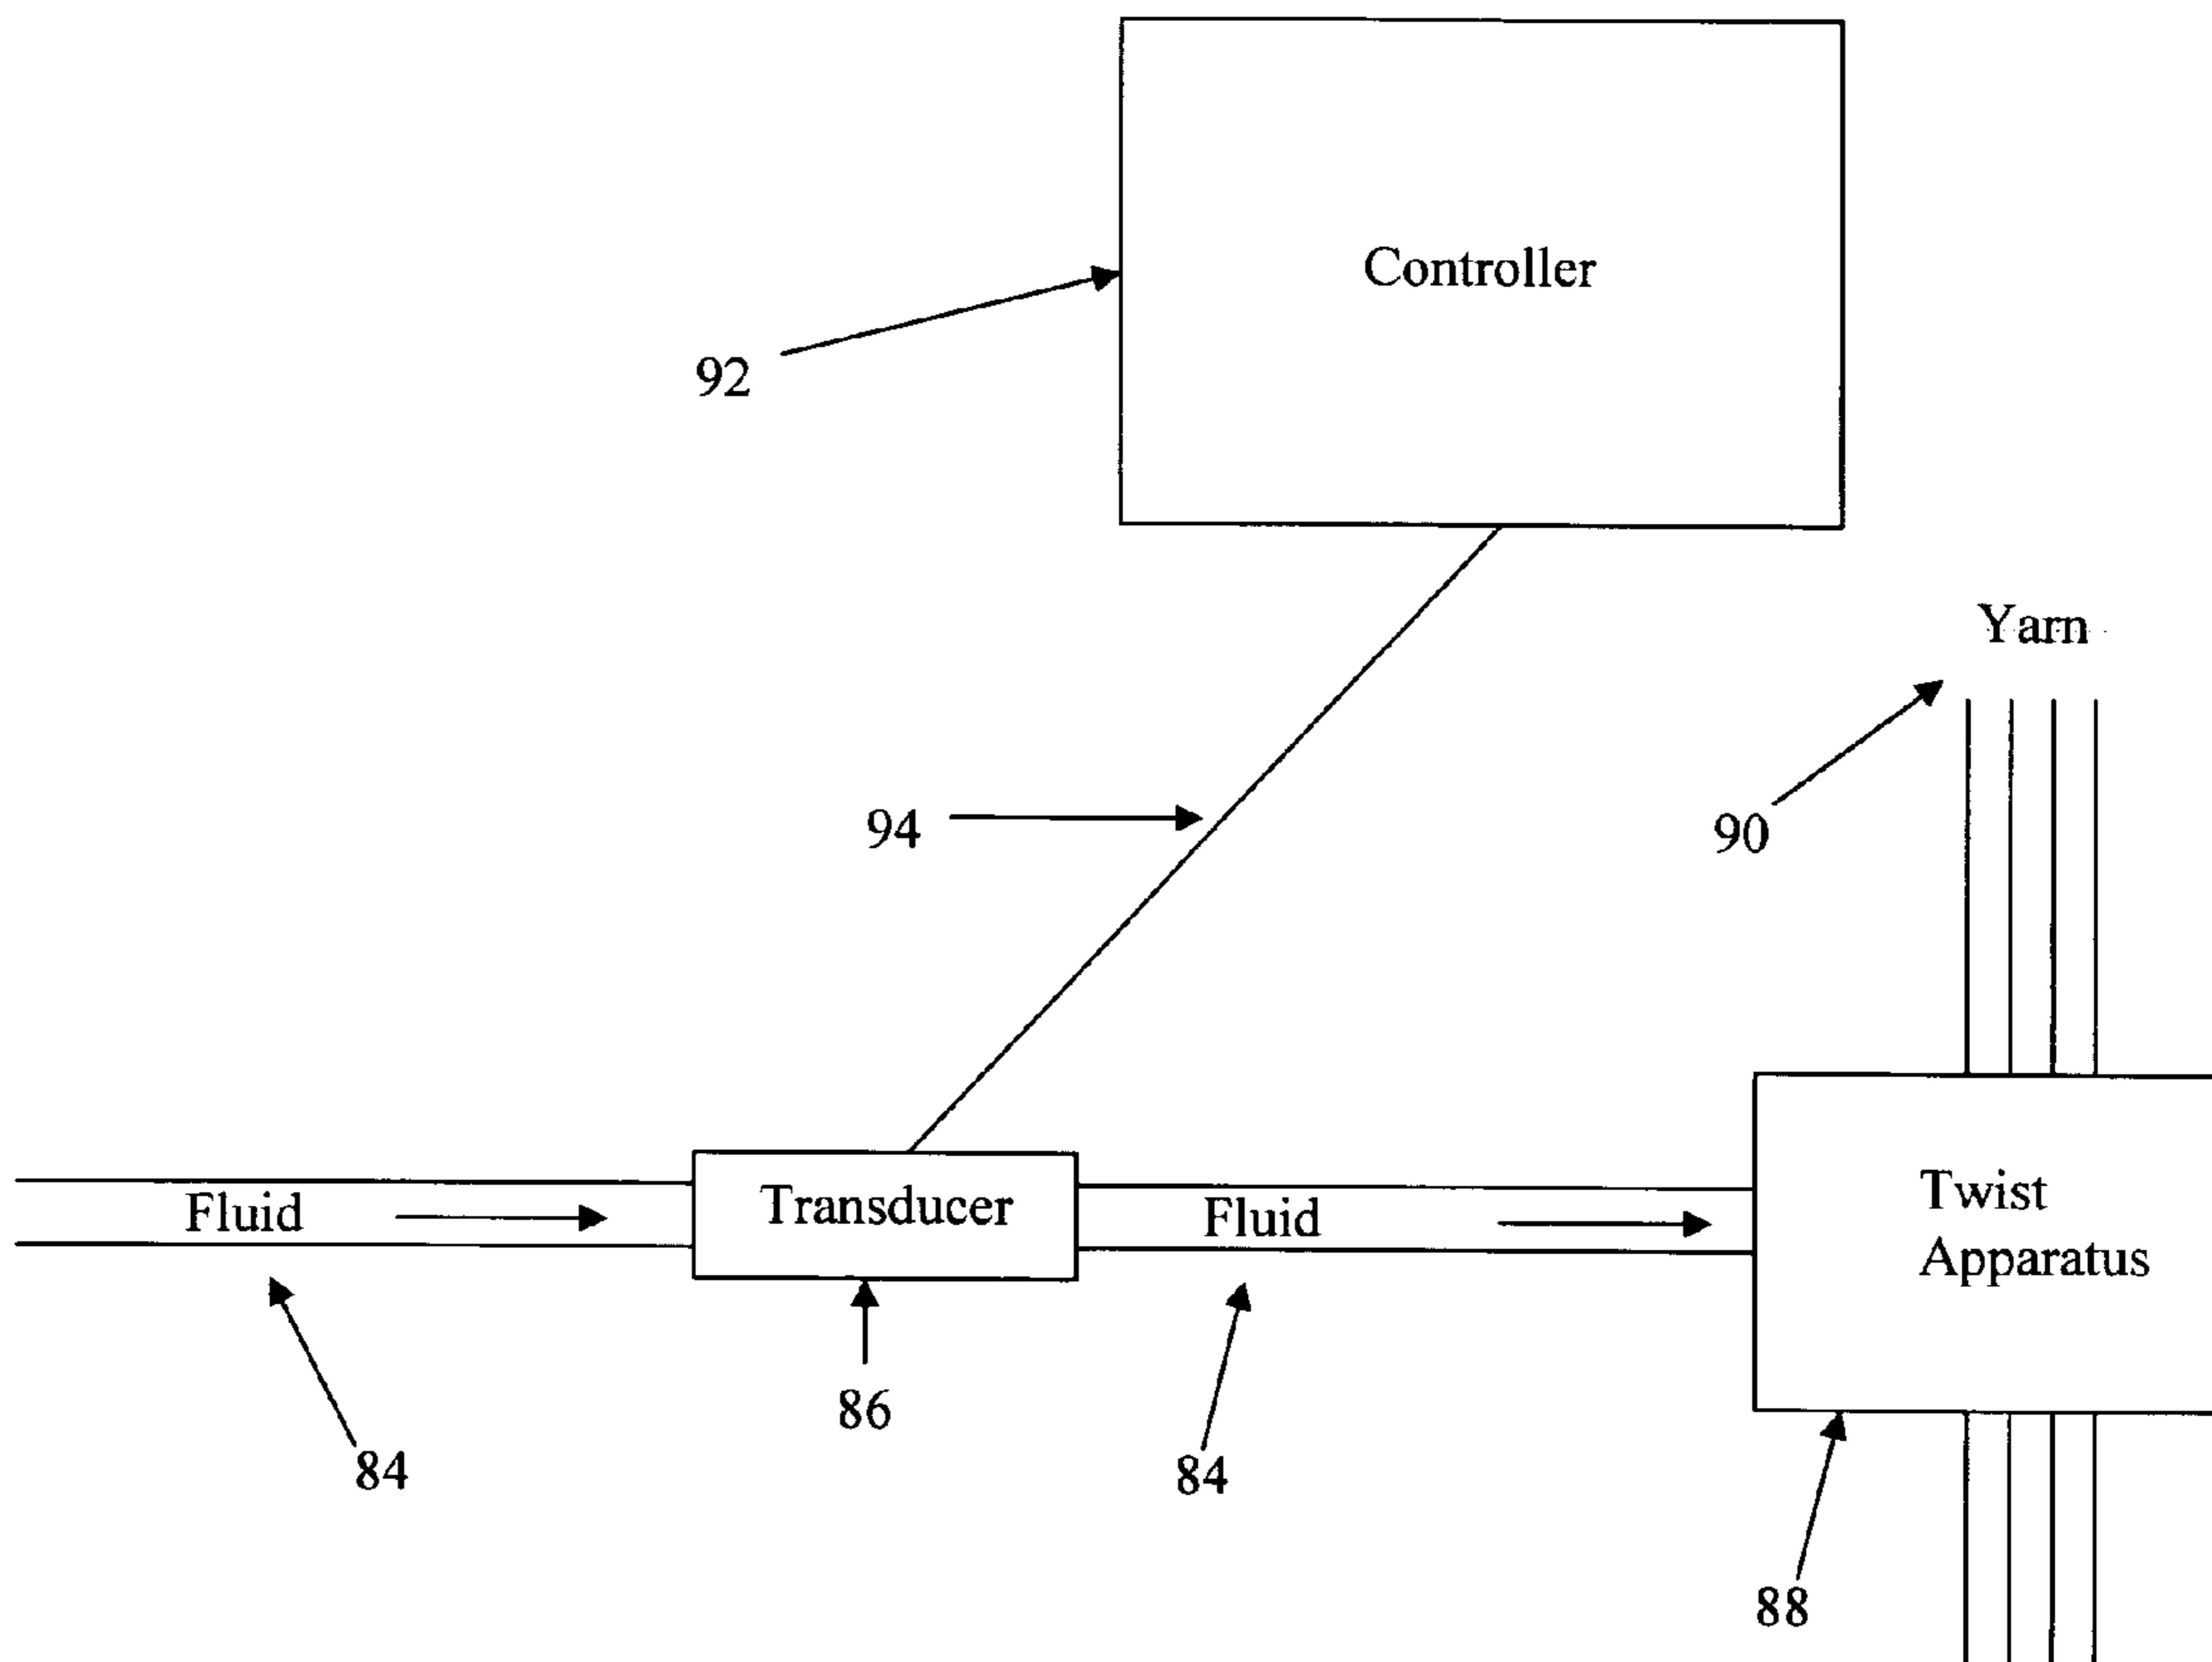 Controller
92
Yarn
94
90
Fluid
Transducer
Fluid
Twist
Apparatus
86
84
84
88